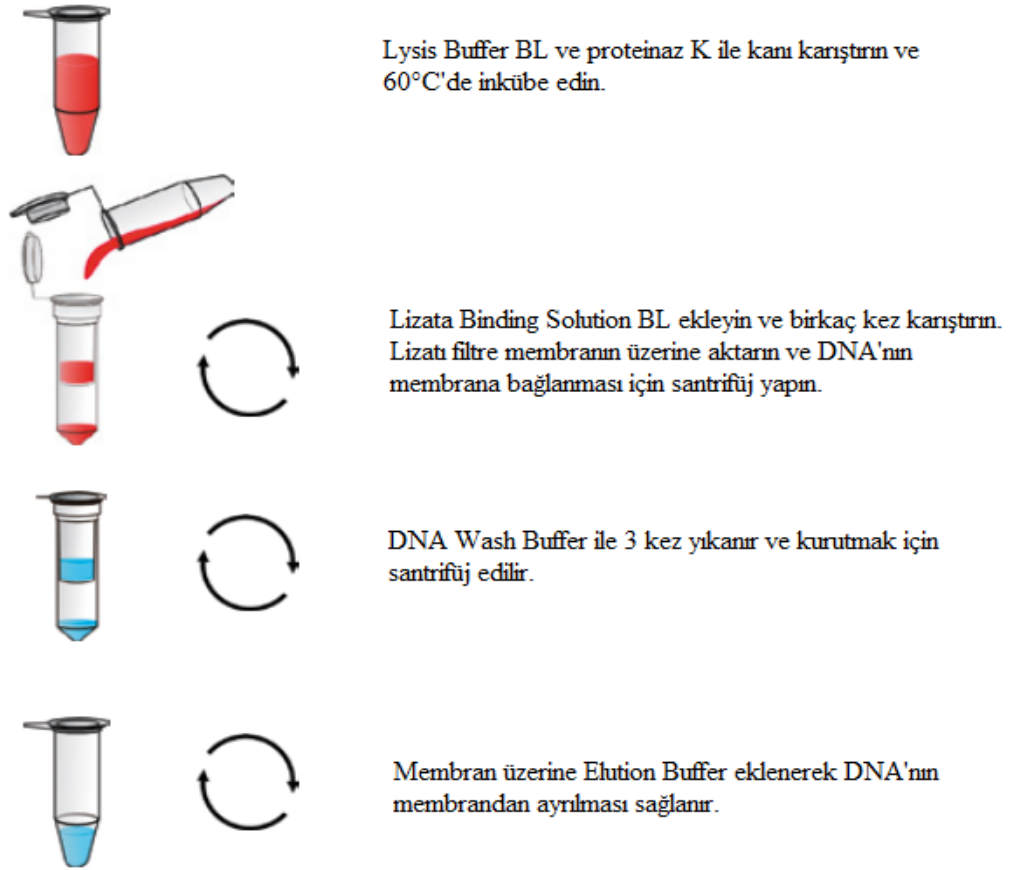 Lysis Buffer BL ve proteinaz K ile kanı karıştırın ve
60°C'de inkübe edin.
Lizata Binding Solution BL ekleyin ve birkaç kez karıştırın.
Lizatı filtre membranın üzerine aktarın ve DNA'nın
membrana bağlanması için santrifüj yapın.
DNA Wash Buffer ile 3 kez yıkanır ve kurutmak için
santrifüj edilir.
Membran üzerine Elution Buffer eklenerek DNA'nın
membrandan ayrılması sağlanır.